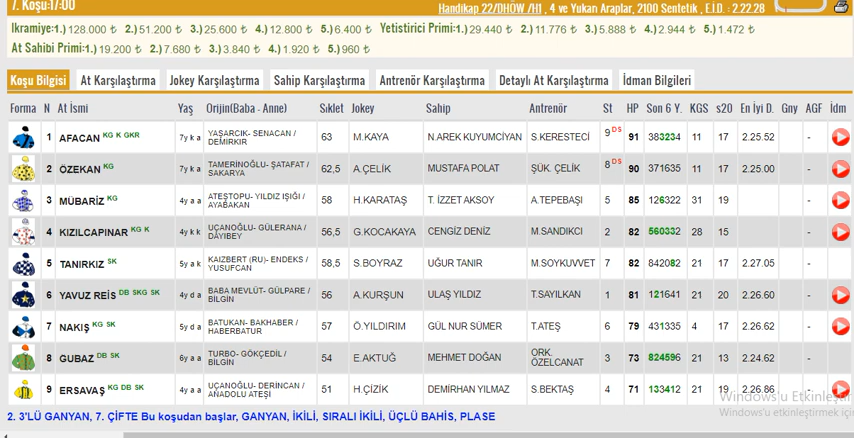 7. Koşu:17:00 Handikap 22/DHÖW /H1 , 4 ve Yukarı Araplar, 2100 Sentetik , E.İ.D. : 2.22.28
Ikramiye:1.) 128.000 ₺ 2.) 51.200 ₺ 3.) 25.600 ₺ 4.) 12.800 ₺ 5.) 6.400 ₺ Yetistirici Primi:1.) 29.440 ₺ 2.) 11.776 ₺ 3.) 5.888 ₺ 4.) 2.944 ₺ 5.) 1.472 ₺
At Sahibi Primi:1.) 19.200 ₺ 2.) 7.680 ₺ 3.) 3.840 ₺ 4.) 1.920 ₺ 5.) 960 ₺
Koşu Bilgisi At Karşılaştırma Jokey Karşılaştırma Sahip Karşılaştırma Antrenör Karşılaştırma Detaylı At Karşılaştırma İdman Bilgileri
Forma N At İsmi Yaş Orijin(Baba - Anne) Sıklet Jokey Sahip Antrenör St HP Son 6 Y. KGS s20 En İyi D. Gny AGF İdm
1 AFACAN KG K GKR 7y k a YAŞARCIK- SENACAN / DEMİRKIR 63 M.KAYA N.AREK KUYUMCİYAN S.KERESTECİ 9 DS 91 383234 11 17 2.25.52 -
2 ÖZEKAN KG 7y k a TAMERİNOĞLU- ŞATAFAT / SAKARYA 62,5 A.ÇELİK MUSTAFA POLAT ŞÜK. ÇELİK 8 DS 90 371635 11 17 2.25.00 -
3 MÜBARİZ KG 4y a a ATEŞTOPU- YILDIZ IŞIĞI / AYABAKAN 58 H.KARATAŞ T. İZZET AKSOY A.TEPEBAŞI 5 85 126322 31 19 -
4 KIZILCAPINAR KG K 4y k k UÇANOĞLU- GÜLERANA / DAYIBEY 56,5 G.KOCAKAYA CENGİZ DENİZ M.SANDIKCI 2 82 560332 28 15 -
5 TANIRKIZ SK 5y a k KAIZBERT (RU)- ENDEKS / YUSUFCAN 58,5 S.BOYRAZ UĞUR TANIR M.SOYKUVVET 7 82 842082 21 17 2.27.05 -
6 YAVUZ REİS DB SKG SK 4y d a BABA MEVLÜT- GÜLPARE / BİLGİN 56 A.KURŞUN ULAŞ YILDIZ T.SAYILKAN 1 81 121641 21 20 2.26.60 -
7 NAKIŞ KG SK 5y d a BATUKAN- BAKHABER / HABERBATUR 57 Ö.YILDIRIM GÜL NUR SÜMER T.ATEŞ 6 79 431335 4 17 2.26.62 -
8 GUBAZ DB SK 6y a a TURBO- GÖKÇEDİL / BİLGİN 54 E.AKTUĞ MEHMET DOĞAN ORK. ÖZELCANAT 3 73 824596 21 13 2.24.62 -
9 ERSAVAŞ KG DB SK 4y a a UÇANOĞLU- DERİNCAN / ANADOLU ATEŞİ 51 H.ÇİZİK DEMİRHAN YILMAZ S.BEKTAŞ 4 71 133412 21 19 2.26.86 -
Windows'u Etkinleştir
2. 3'LÜ GANYAN, 7. ÇİFTE Bu koşudan başlar, GANYAN, İKİLİ, SIRALI İKİLİ, ÜÇLÜ BAHİS, PLASE
Windows'u etkinleştirmek için